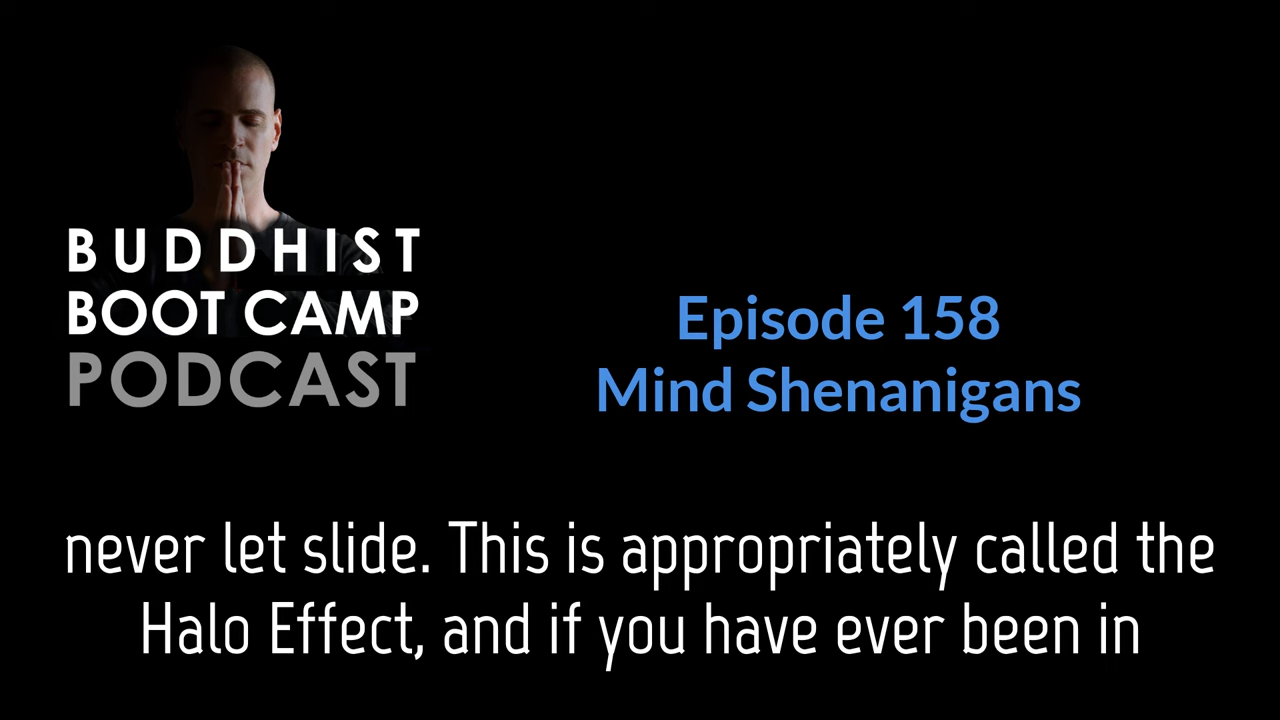 BUDDHIST
BOOT CAMP
PODCAST
Episode 158
Mind Shenanigans
never let slide. This is appropriately called the
Halo Effect, and if you have ever been in